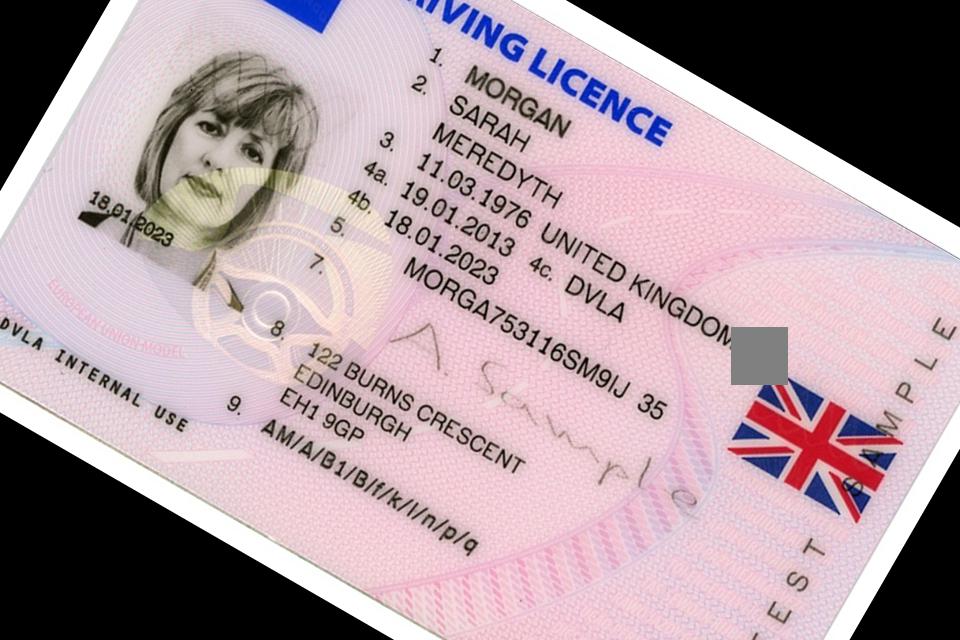 DRIVING LICENCE
1. MORGAN
2. SARAH
MEREDYTH
3. 11.03.1976 UNITED KINGDOM
4a. 19.01.2013 4c. DVLA
4b. 18.01.2023
5. MORGA753116SM9IJ 35
7. A. Sample
8. 122 BURNS CRESCENT
EDINBURGH
EH1 9GP
9. AM/A/B1/B/f/k/l/n/p/q
18.01.2023
EUROPEAN UNION MODEL
DVLA INTERNAL USE
SAMPLE